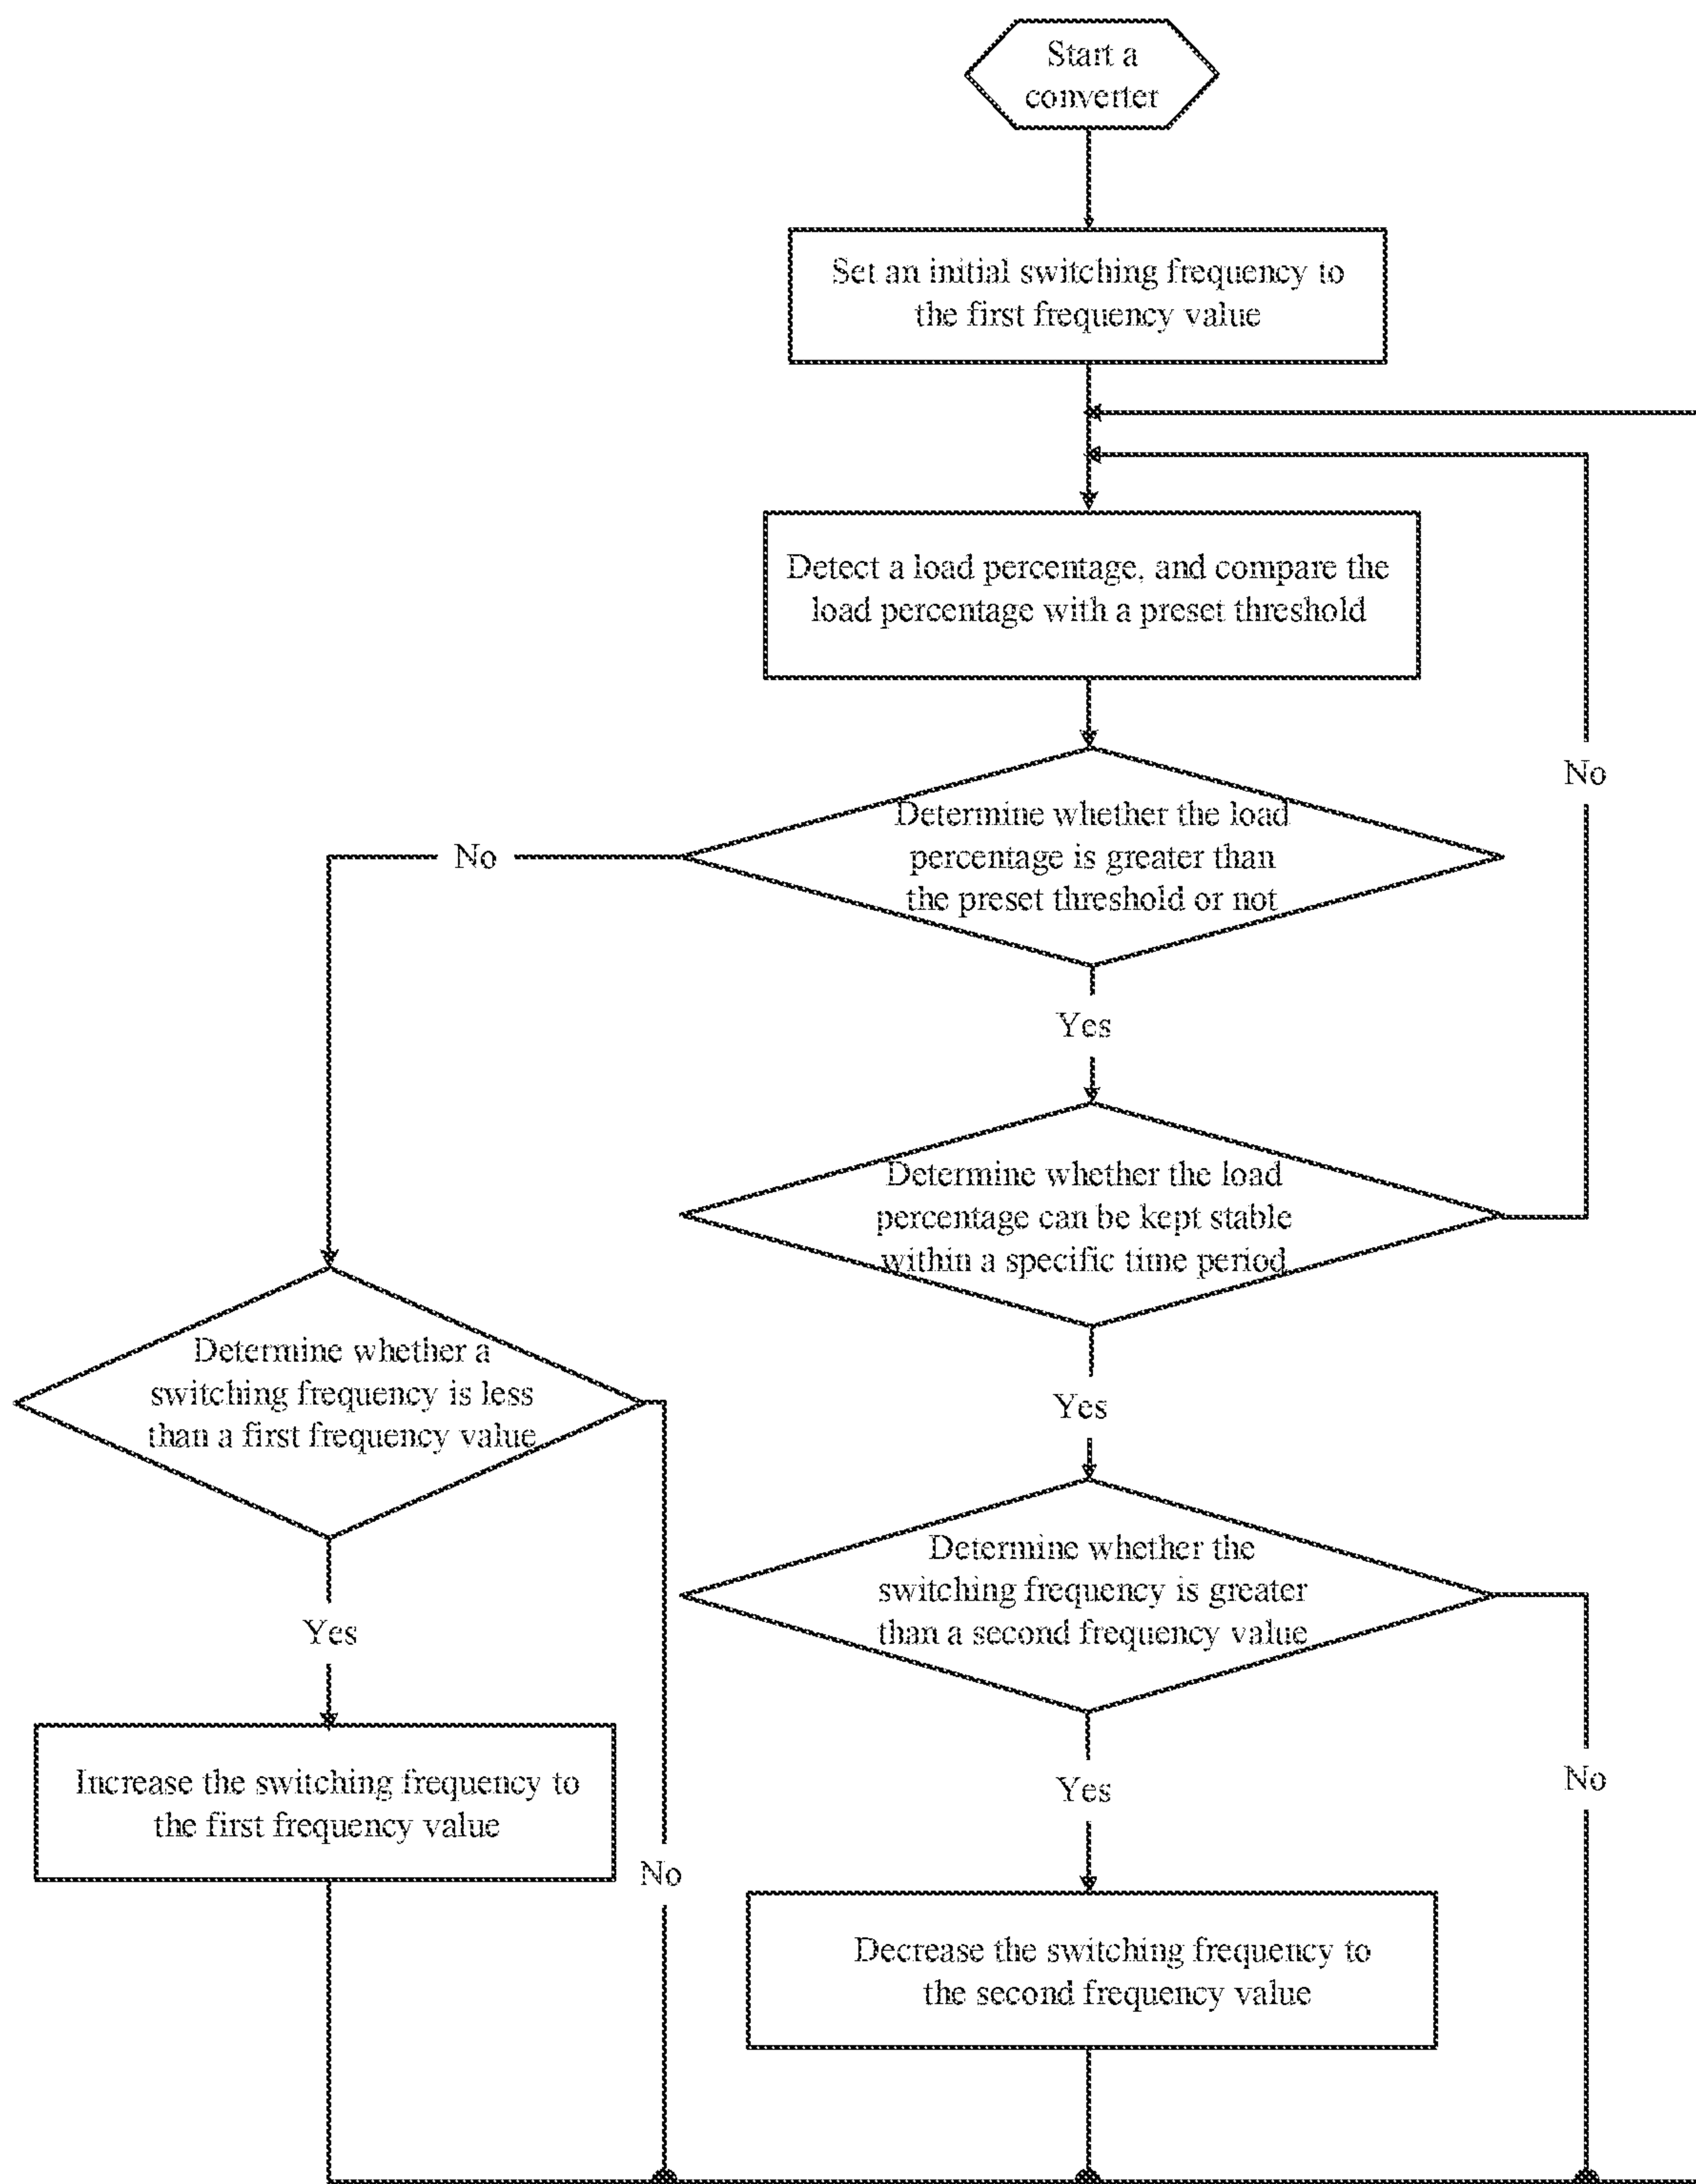 Start a
converter
Set an initial switching frequency to
the first frequency value
Detect a load percentage, and compare the
load percentage with a preset threshold
No
Determine whether the load
percentage is greater than
the preset threshold or not
No
Yes
Determine whether the load
percentage can be kept stable
within a specific time period
Determine whether a
switching frequency is less
than a first frequency value
Yes
Determine whether the
switching frequency is greater
than a second frequency value
Yes
Increase the switching frequency to
the first frequency value
No
Yes
No
Decrease the switching frequency to
the second frequency value